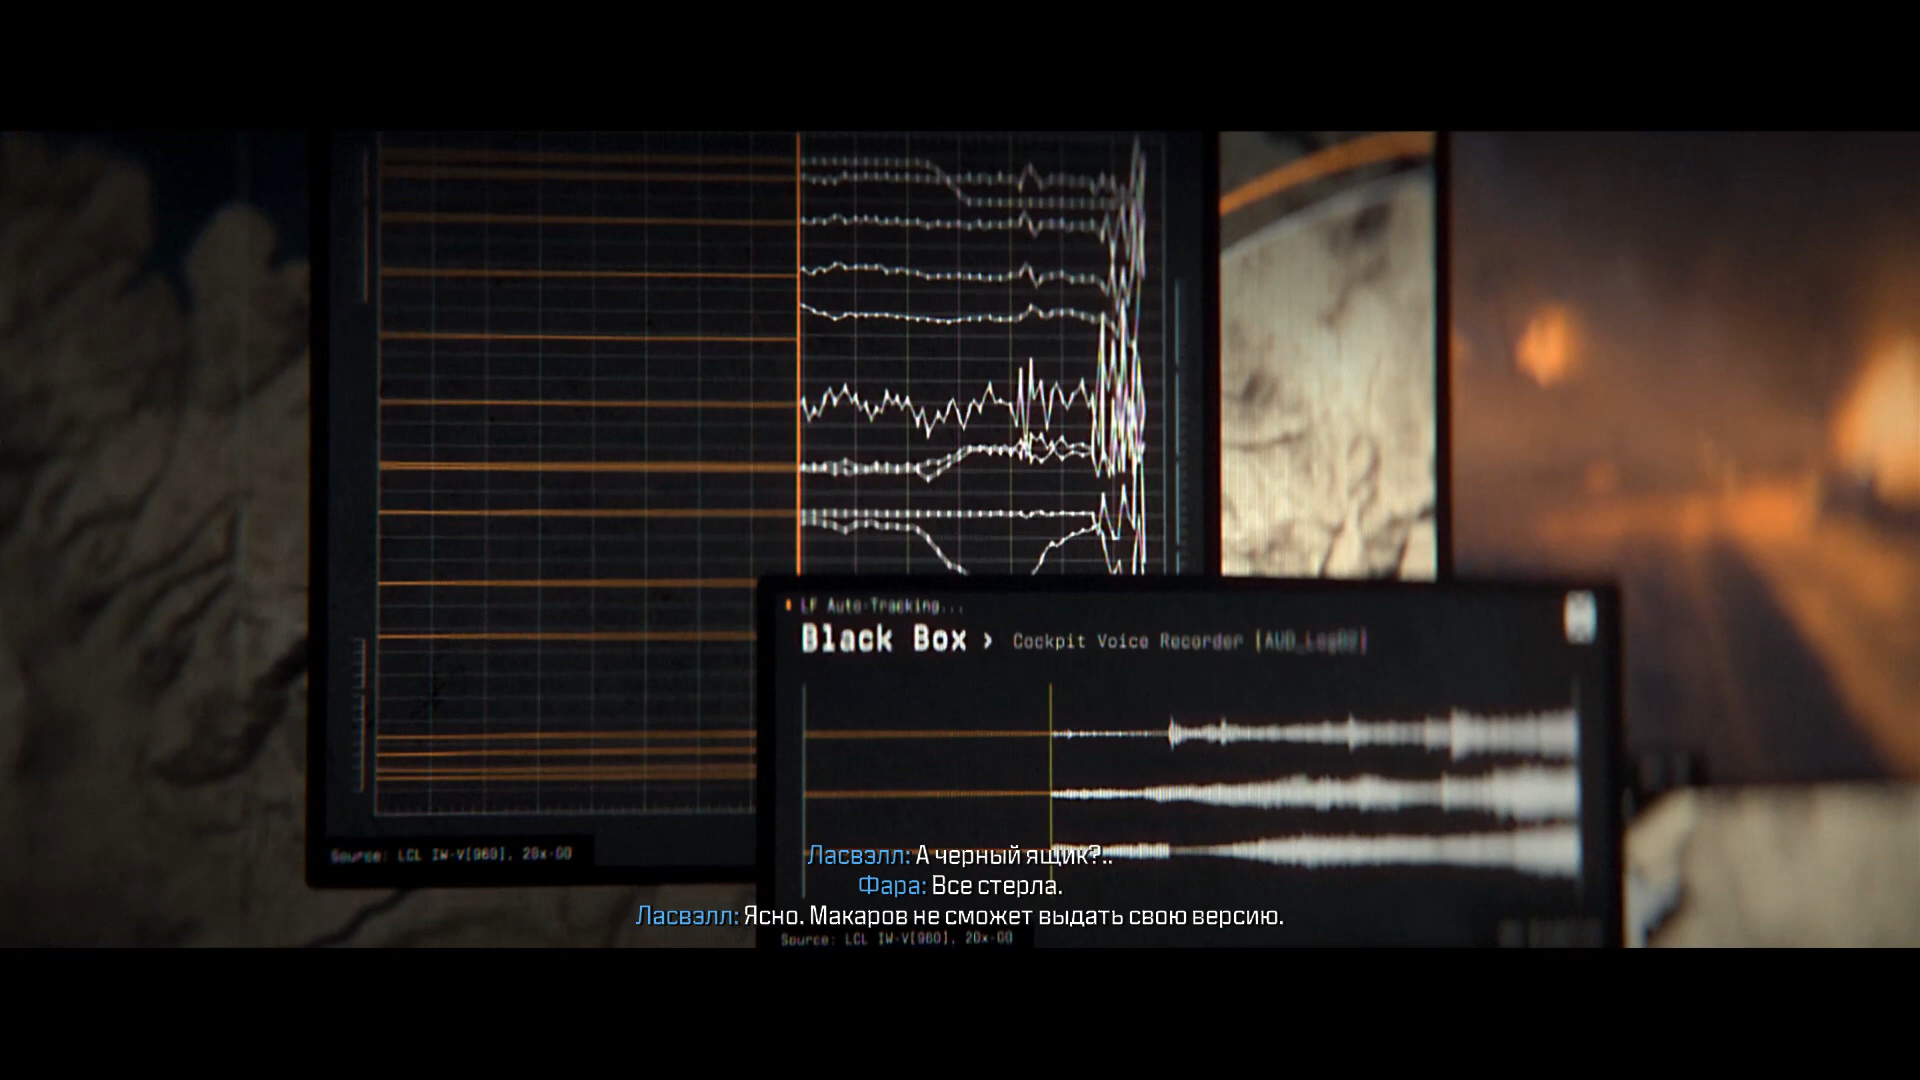 LF Auto-Tracking...
Black Box › Cockpit Voice Recorder
Ласвэлл: А черный ящик?..
Source: LCL IW-V[960], 20x-00
Фара: Все стерла.
Ласвэлл: Ясно. Макаров не сможет выдать свою версию.
Source: LCL IW-V[960], 20x-00